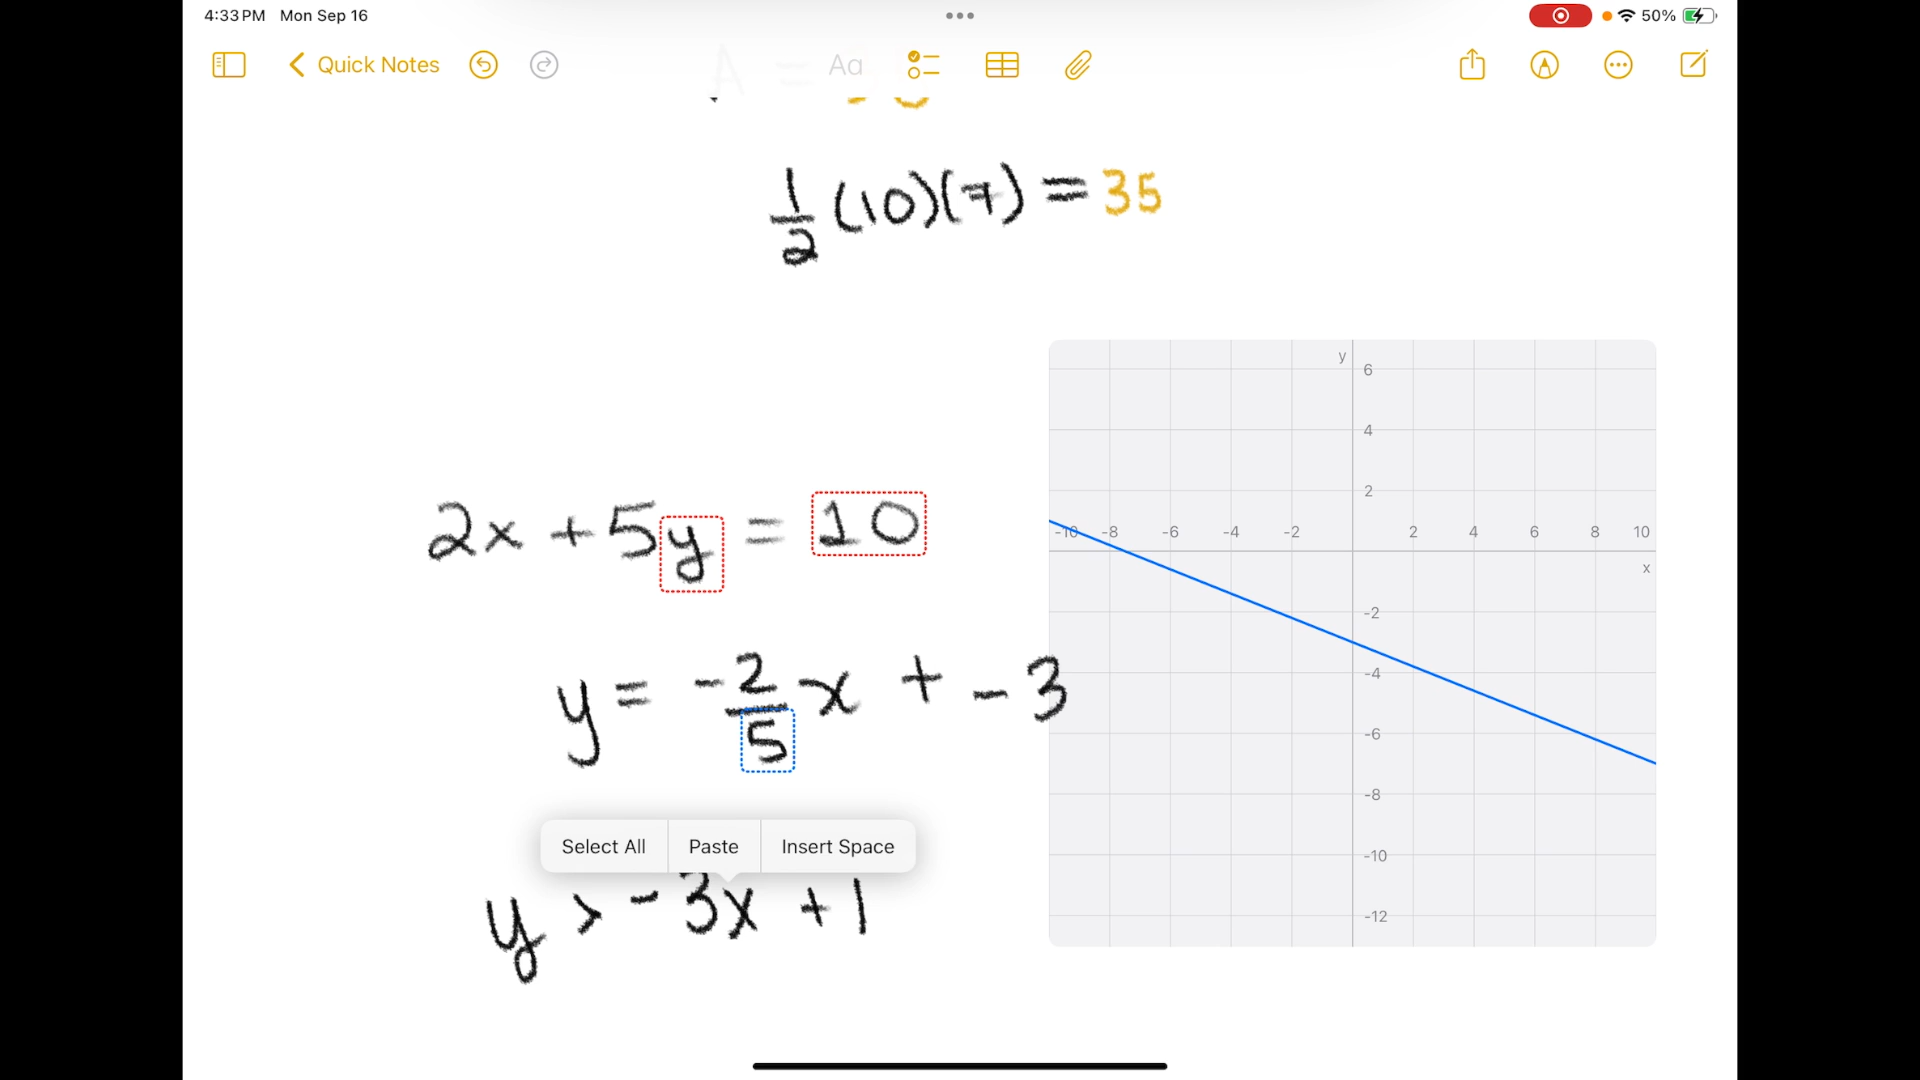 4:33 PM Mon Sep 16
50%
Quick Notes
Aa
A =
1/2 (10)(7) = 35
y
6
4
2
-10 -8 -6 -4 -2 2 4 6 8 10
x
-2
-4
-6
-8
-10
-12
2x + 5y = 10
y = -2/5 x + -3
Select All Paste Insert Space
y > -3x + 1